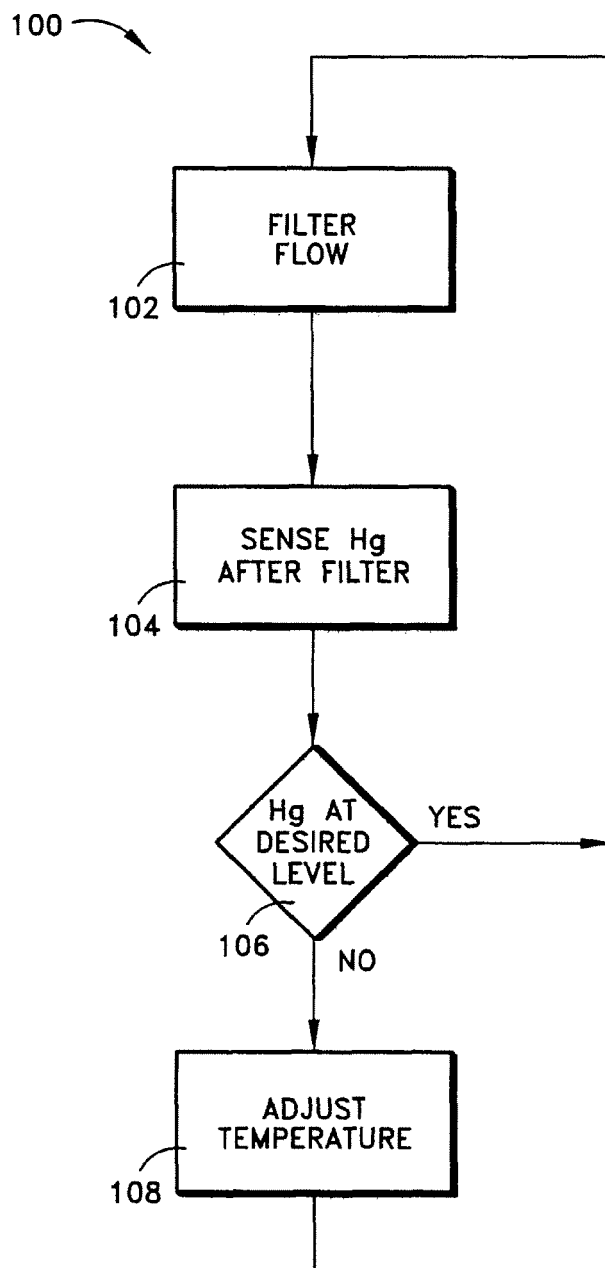 100
FILTER
FLOW
102
SENSE Hg
AFTER FILTER
104
Hg AT
DESIRED
LEVEL
YES
106
NO
ADJUST
TEMPERATURE
108